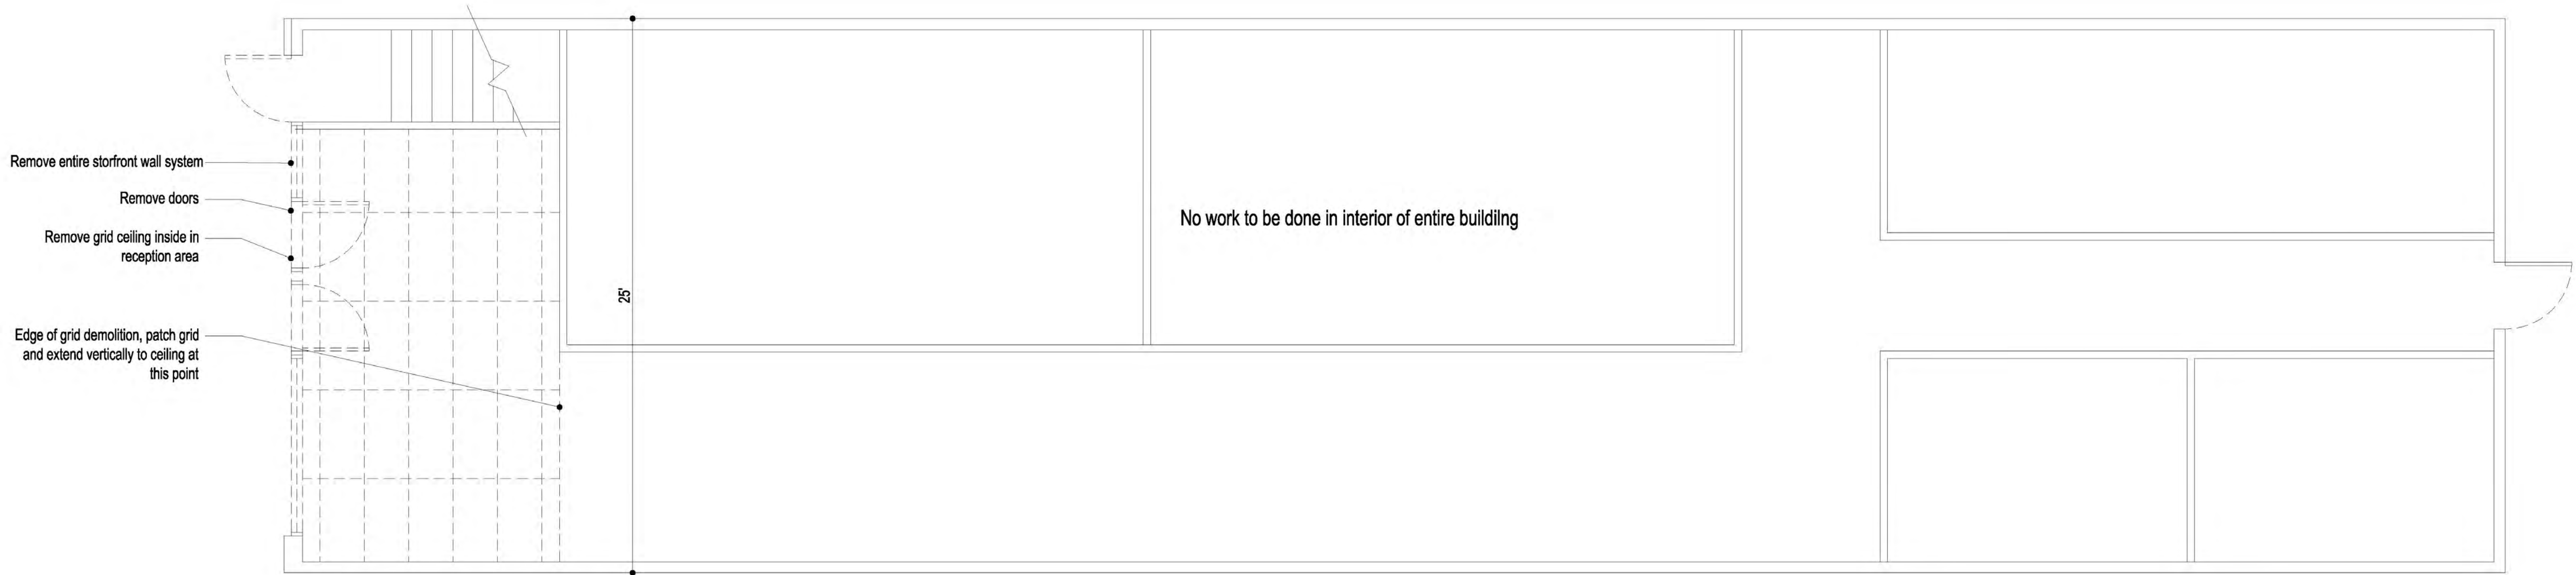 Remove entire storfront wall system
Remove doors
Remove grid ceiling inside in
reception area
Edge of grid demolition, patch grid
and extend vertically to ceiling at
this point
25'
No work to be done in interior of entire builidlng